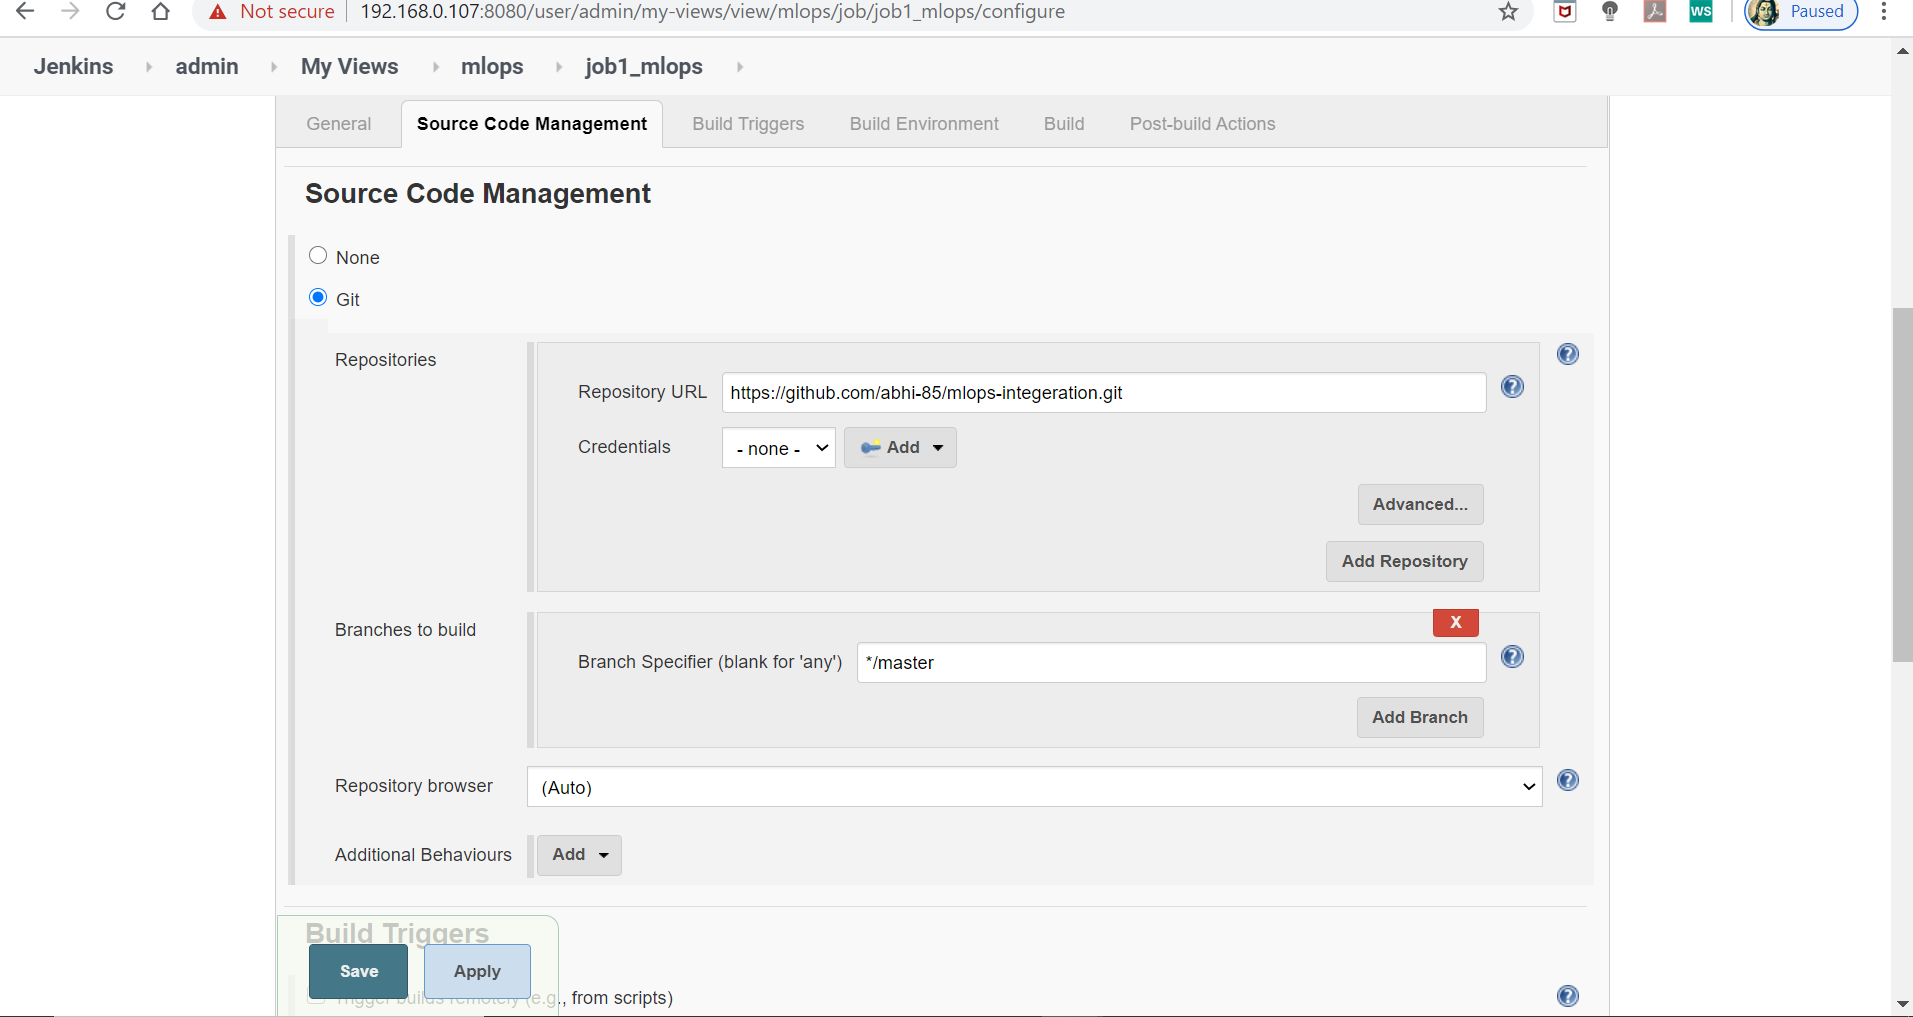 Not secure 192.168.0.107:8080/user/admin/my-views/view/mlops/job/job1_mlops/configure WS Paused
Jenkins admin My Views mlops job1_mlops
General Source Code Management Build Triggers Build Environment Build Post-build Actions
Source Code Management
None
Git
Repositories
Repository URL https://github.com/abhi-85/mlops-integeration.git
Credentials - none - Add
Advanced...
Add Repository
Branches to build
X
Branch Specifier (blank for 'any') */master
Add Branch
Repository browser (Auto)
Additional Behaviours Add
Build Triggers
Save Apply
Trigger builds remotely (e.g., from scripts)